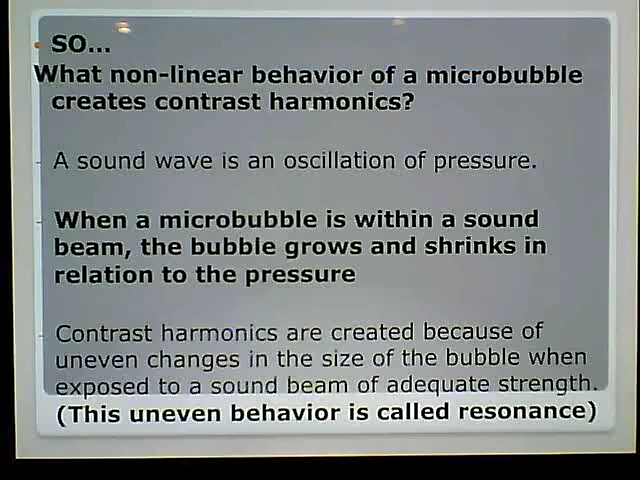 SO...
What non-linear behavior of a microbubble
creates contrast harmonics?
A sound wave is an oscillation of pressure.
When a microbubble is within a sound
beam, the bubble grows and shrinks in
relation to the pressure
Contrast harmonics are created because of
uneven changes in the size of the bubble when
exposed to a sound beam of adequate strength.
(This uneven behavior is called resonance)